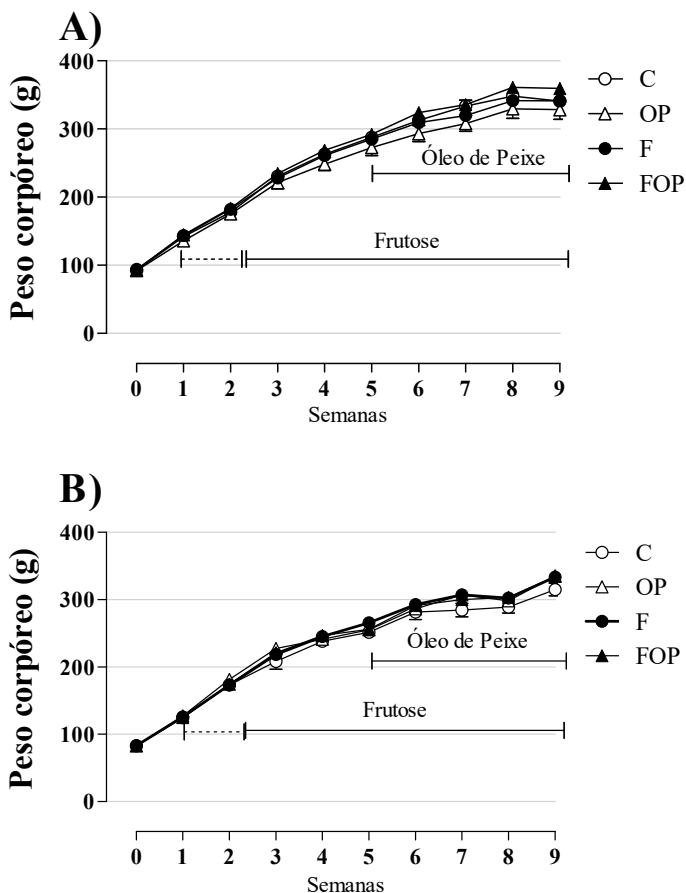 A)
Peso corpóreo (g)
400
300
200
100
0
Óleo de Peixe
Frutose
C
OP
F
FOP
0 1 2 3 4 5 6 7 8 9
Semanas
B)
Peso corpóreo (g)
400
300
200
100
0
Óleo de Peixe
Frutose
C
OP
F
FOP
0 1 2 3 4 5 6 7 8 9
Semanas